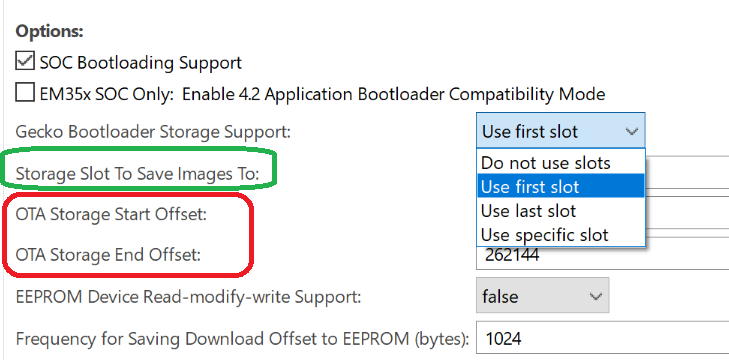 Options:
SOC Bootloading Support
EM35x SOC Only: Enable 4.2 Application Bootloader Compatibility Mode
Gecko Bootloader Storage Support: Use first slot
Do not use slots
Storage Slot To Save Images To: Use first slot
OTA Storage Start Offset: Use last slot
Use specific slot
OTA Storage End Offset: 262144
EEPROM Device Read-modify-write Support: false
Frequency for Saving Download Offset to EEPROM (bytes): 1024